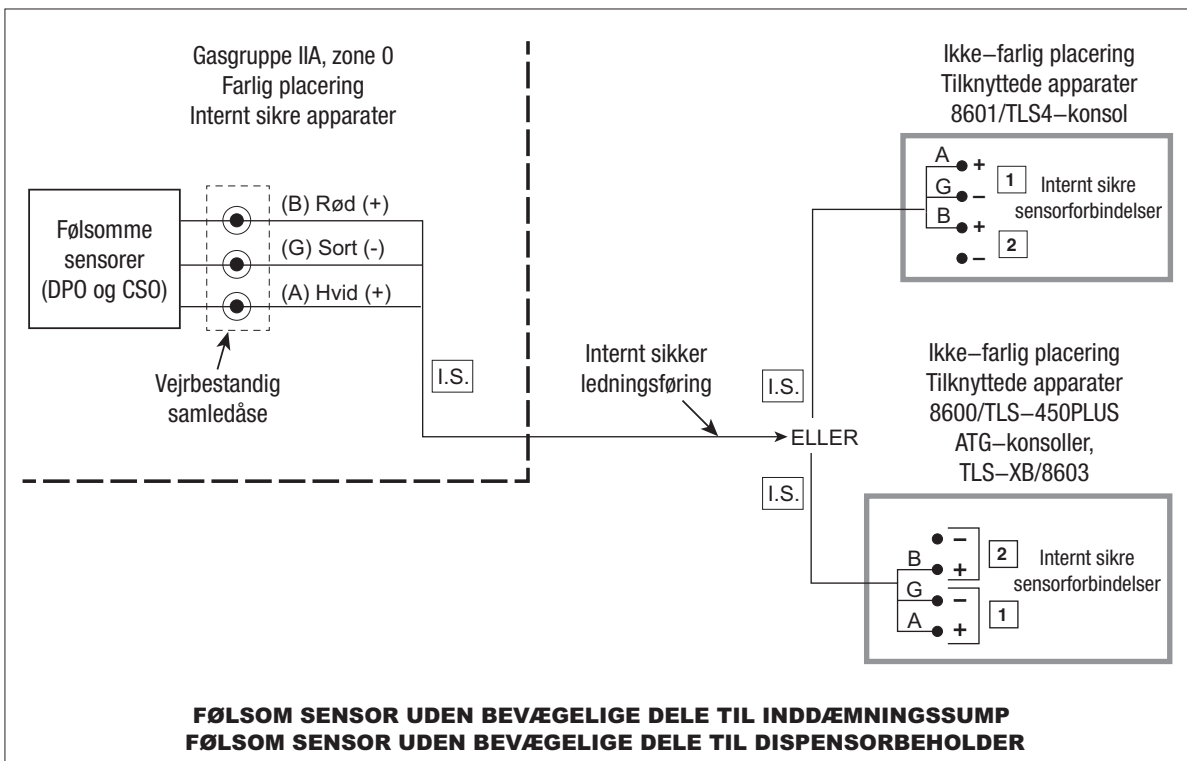 Gasgruppe IIA, zone 0
Farlig placering
Internt sikre apparater
Følsomme
sensorer
(DPO og CSO)
(B) Rød (+)
(G) Sort (-)
(A) Hvid (+)
Vejrbestandig
samledåse
I.S.
Internt sikker
ledningsføring
I.S.
ELLER
I.S.
Ikke–farlig placering
Tilknyttede apparater
8601/TLS4–konsol
A +
G –
B +
–
1
2
Internt sikre
sensorforbindelser
Ikke–farlig placering
Tilknyttede apparater
8600/TLS–450PLUS
ATG–konsoller,
TLS–XB/8603
–
B +
G –
A +
2
1
Internt sikre
sensorforbindelser
FØLSOM SENSOR UDEN BEVÆGELIGE DELE TIL INDDÆMNINGSSUMP
FØLSOM SENSOR UDEN BEVÆGELIGE DELE TIL DISPENSORBEHOLDER